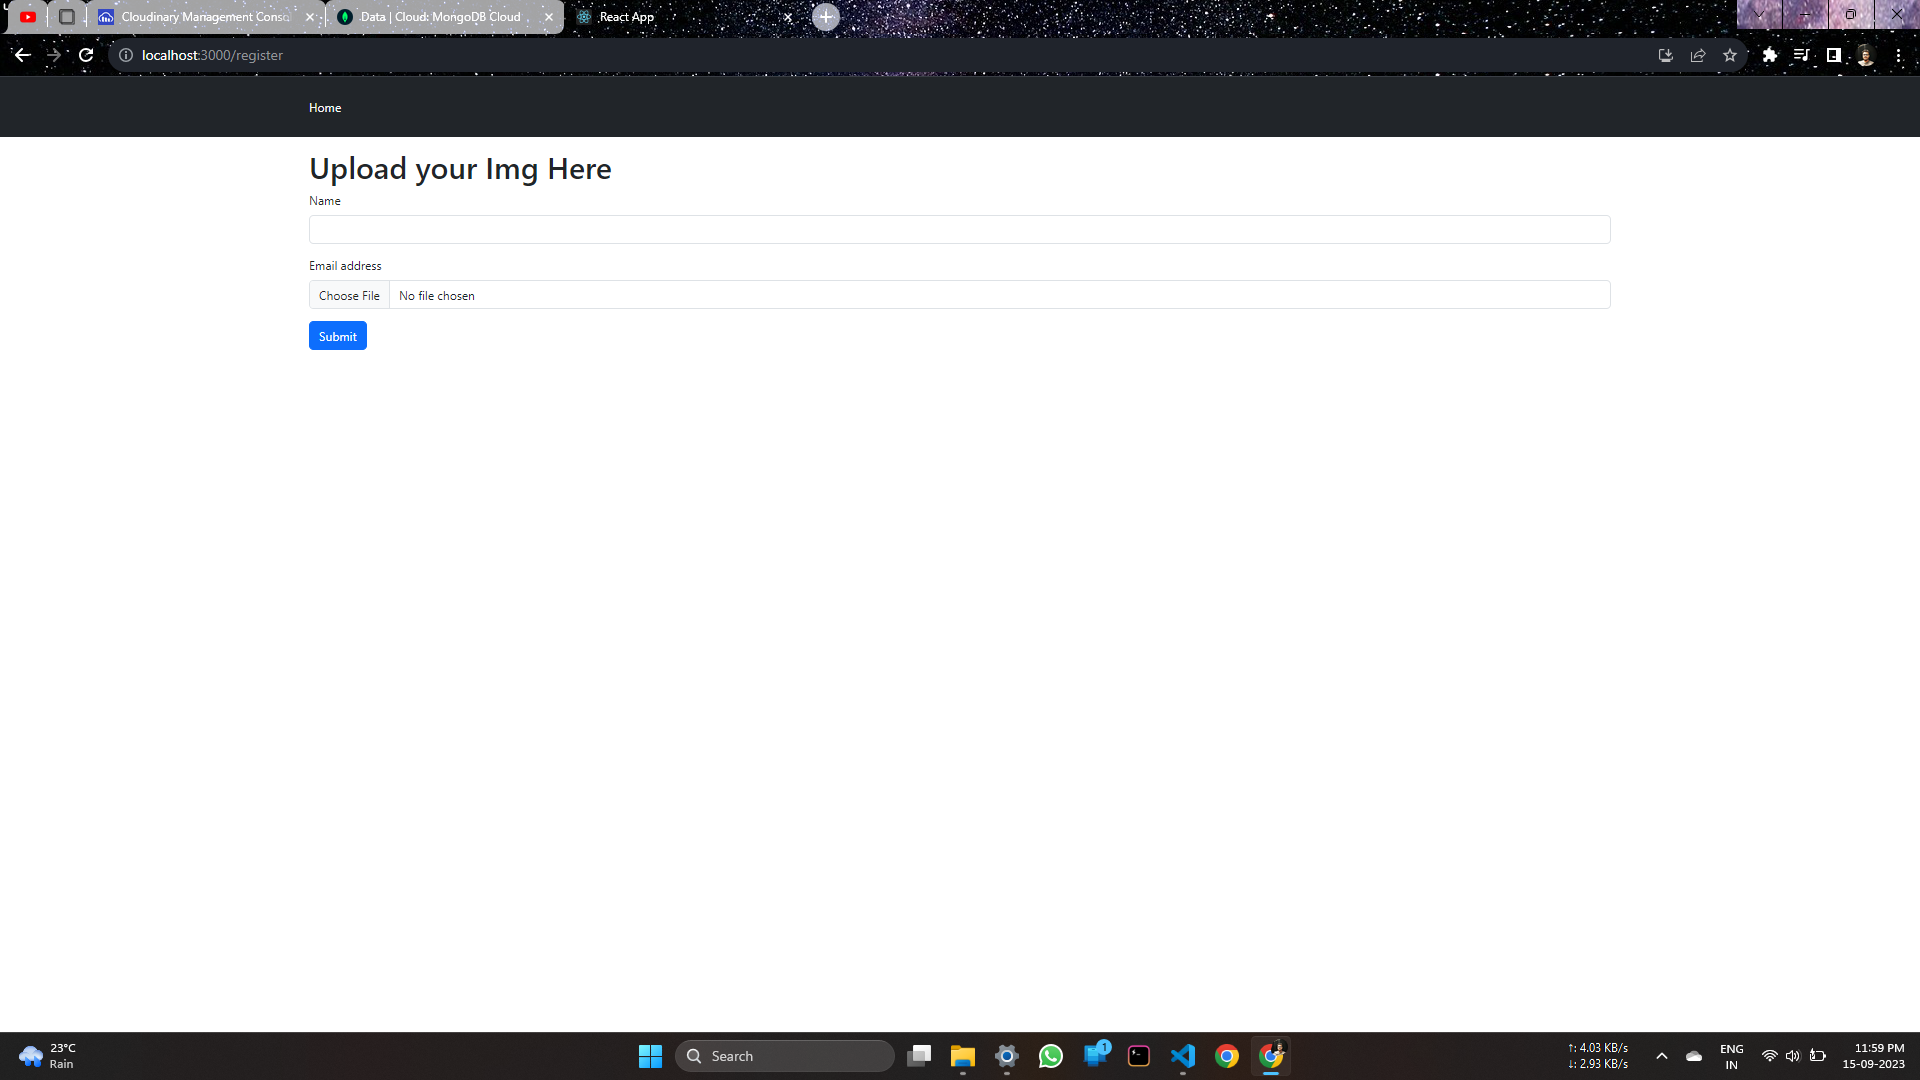 Cloudinary Management Conso
Data | Cloud: MongoDB Cloud
React App
localhost:3000/register
Home
Upload your Img Here
Name
Email address
Choose File
No file chosen
Submit
23°C
Rain
Search
1
↑: 4.03 KB/s
↓: 2.93 KB/s
ENG
IN
11:59 PM
15-09-2023